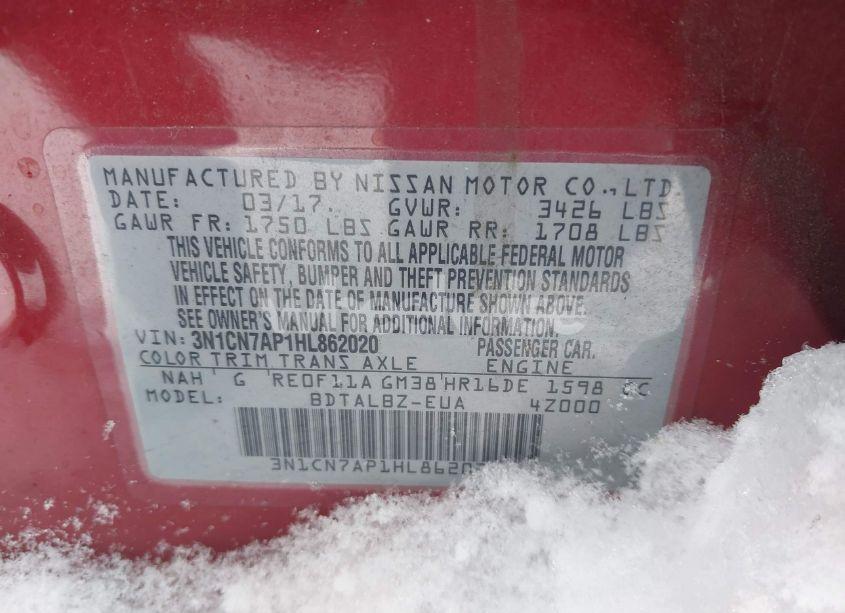 MANUFACTURED BY NISSAN MOTOR CO., LTD.
DATE: 03/17. GVWR: 3426 LBS
GAWR FR: 1750 LBS GAWR RR: 1708 LBS
THIS VEHICLE CONFORMS TO ALL APPLICABLE FEDERAL MOTOR
VEHICLE SAFETY, BUMPER AND THEFT PREVENTION STANDARDS
IN EFFECT ON THE DATE OF MANUFACTURE SHOWN ABOVE.
SEE OWNER'S MANUAL FOR ADDITIONAL INFORMATION.
VIN: 3N1CN7AP1HL862020 PASSENGER CAR.
COLOR TRIM TRANS AXLE ENGINE
NAH G RE0F11A GM38 HR16DE 1598 CC
MODEL: BDTALBZ-EUA 4Z000
3N1CN7AP1HL8620